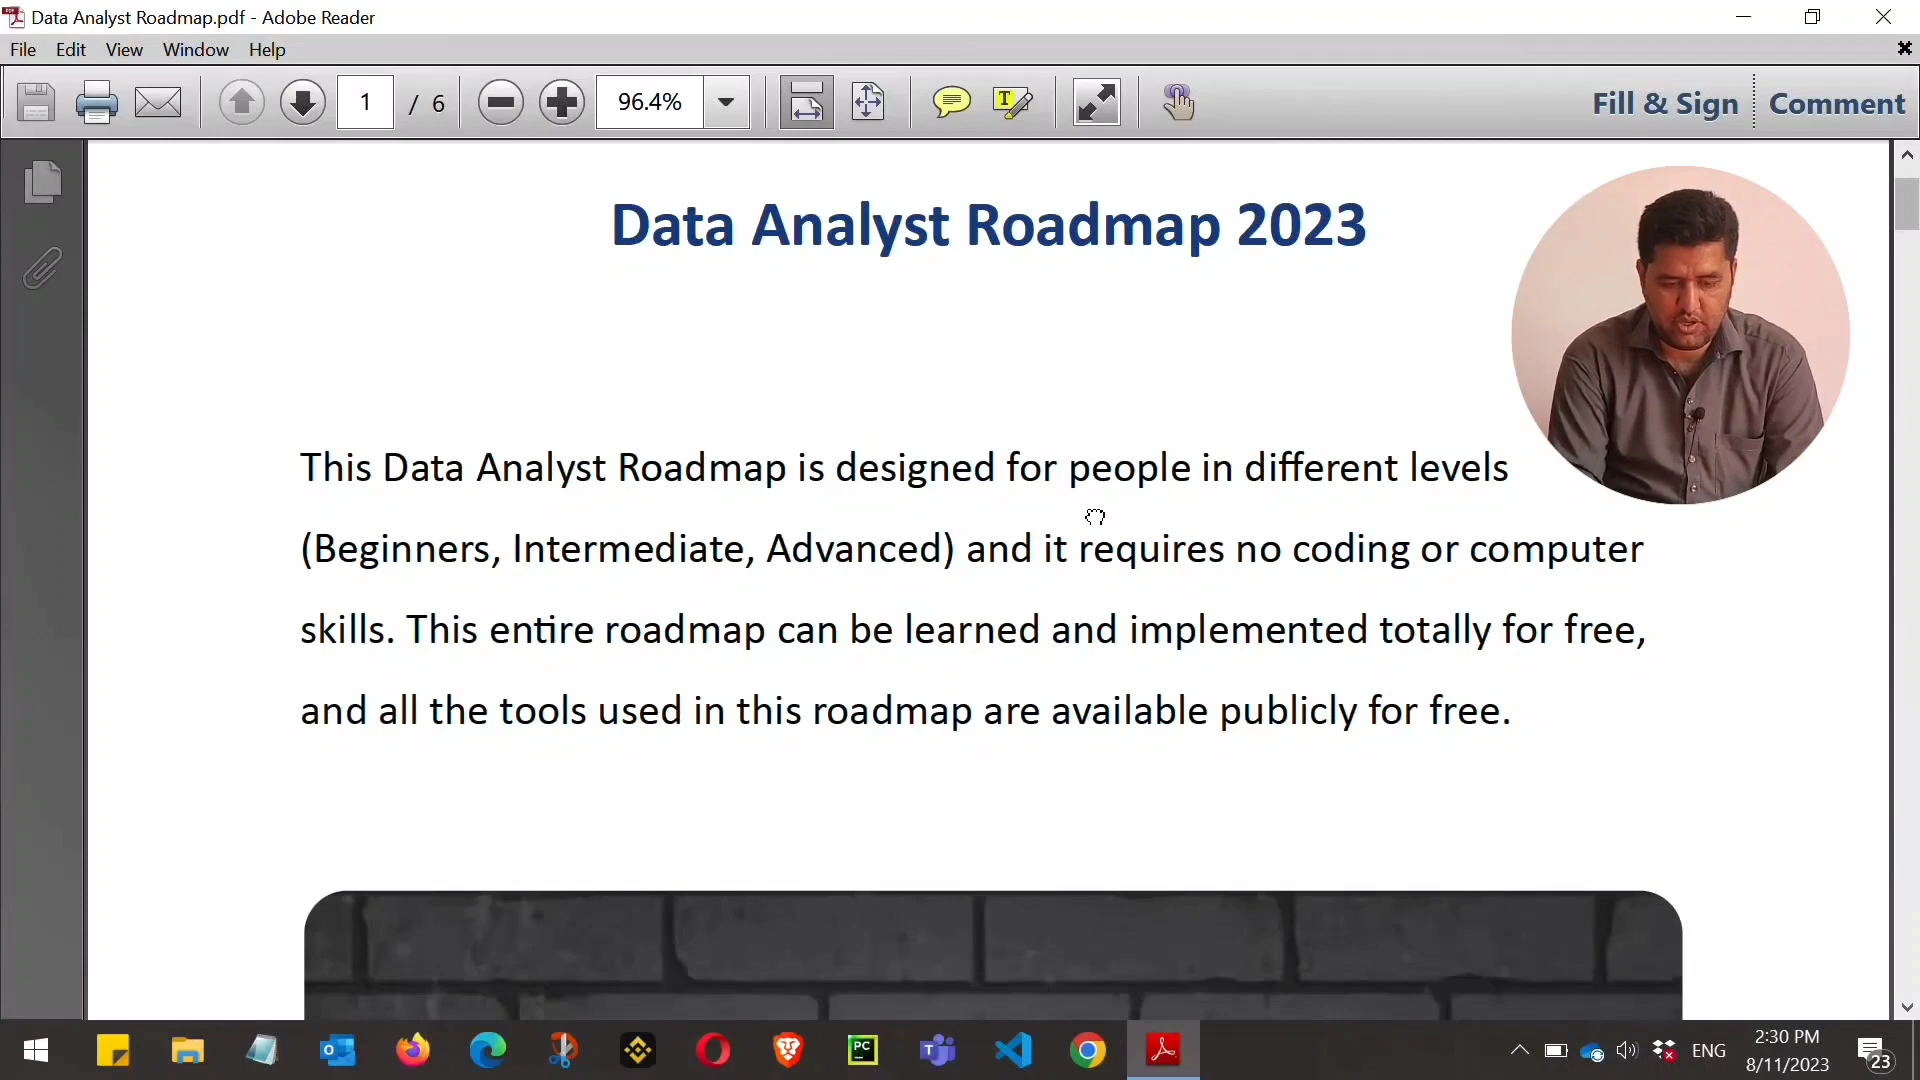 Data Analyst Roadmap.pdf - Adobe Reader
File Edit View Window Help
1 / 6 96.4% Fill & Sign Comment
Data Analyst Roadmap 2023
This Data Analyst Roadmap is designed for people in different levels
(Beginners, Intermediate, Advanced) and it requires no coding or computer
skills. This entire roadmap can be learned and implemented totally for free,
and all the tools used in this roadmap are available publicly for free.
ENG
2:30 PM
8/11/2023
23